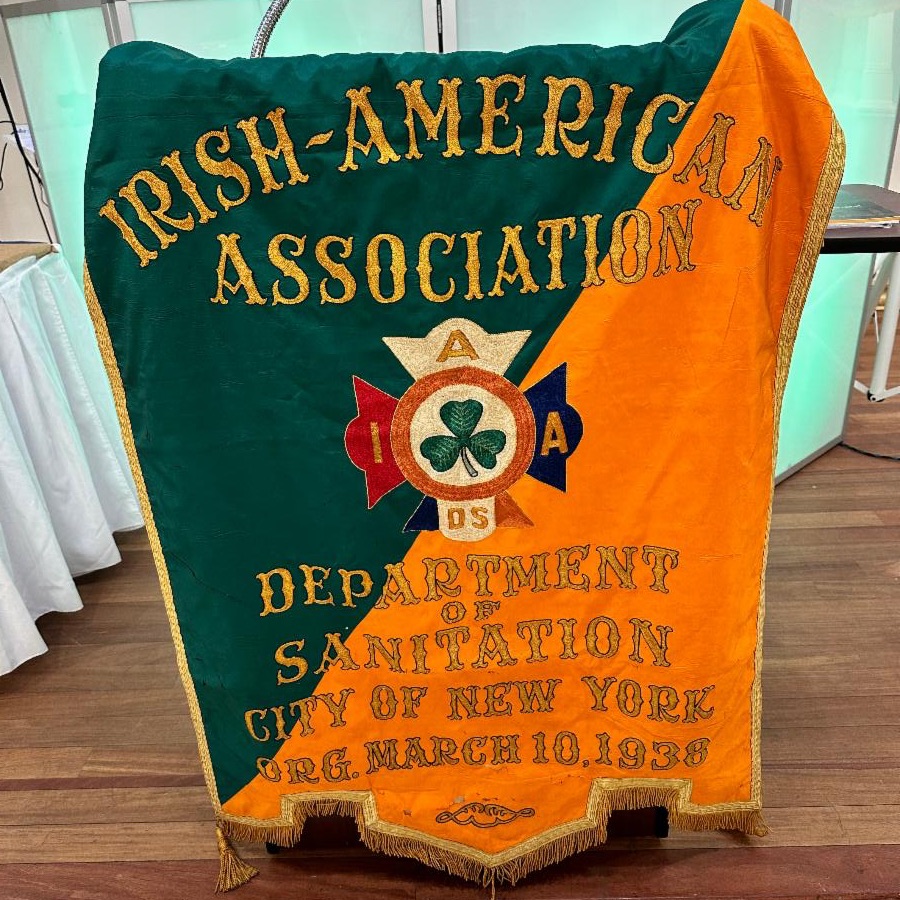 IRISH-AMERICAN
ASSOCIATION
A
I A
DS
DEPARTMENT
OF
SANITATION
CITY OF NEW YORK
ORG. MARCH 10, 1938